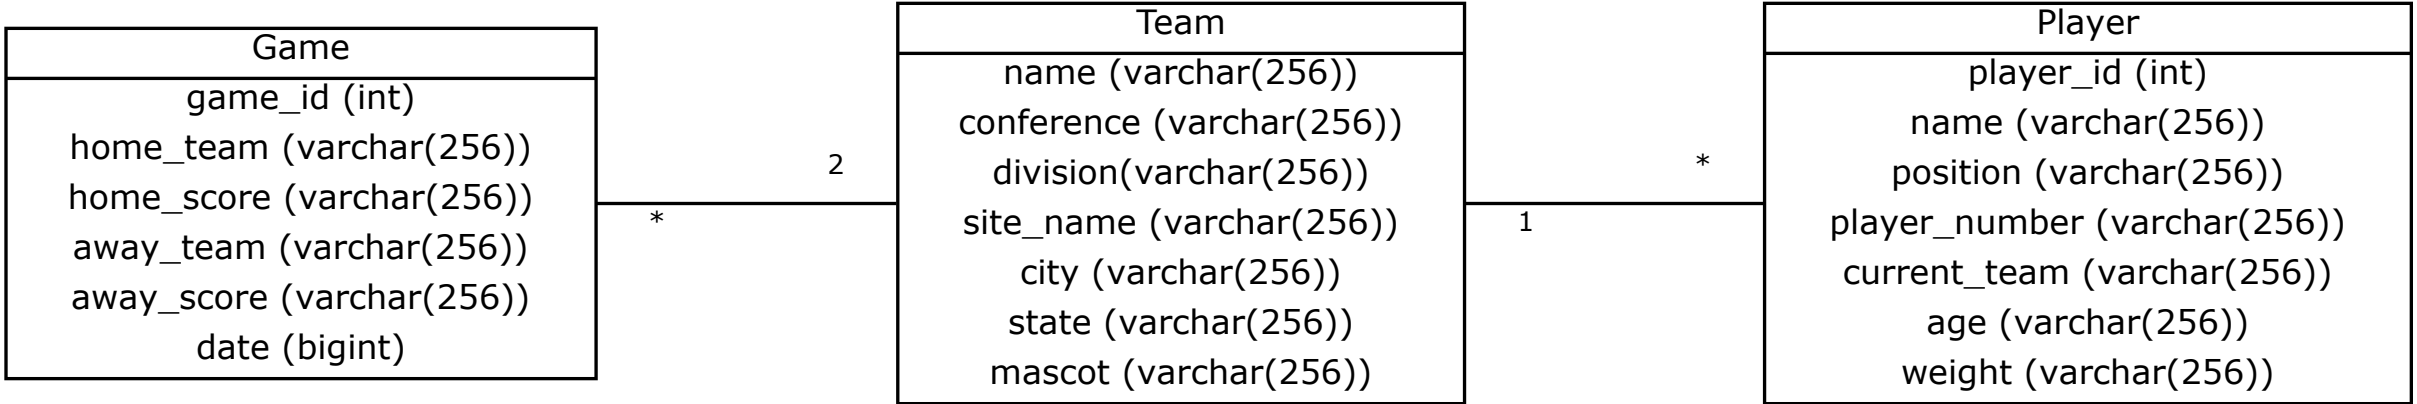 Game
game_id (int)
home_team (varchar(256))
home_score (varchar(256))
away_team (varchar(256))
away_score (varchar(256))
date (bigint)
*
2
Team
name (varchar(256))
conference (varchar(256))
division(varchar(256))
site_name (varchar(256))
city (varchar(256))
state (varchar(256))
mascot (varchar(256))
1
*
Player
player_id (int)
name (varchar(256))
position (varchar(256))
player_number (varchar(256))
current_team (varchar(256))
age (varchar(256))
weight (varchar(256))